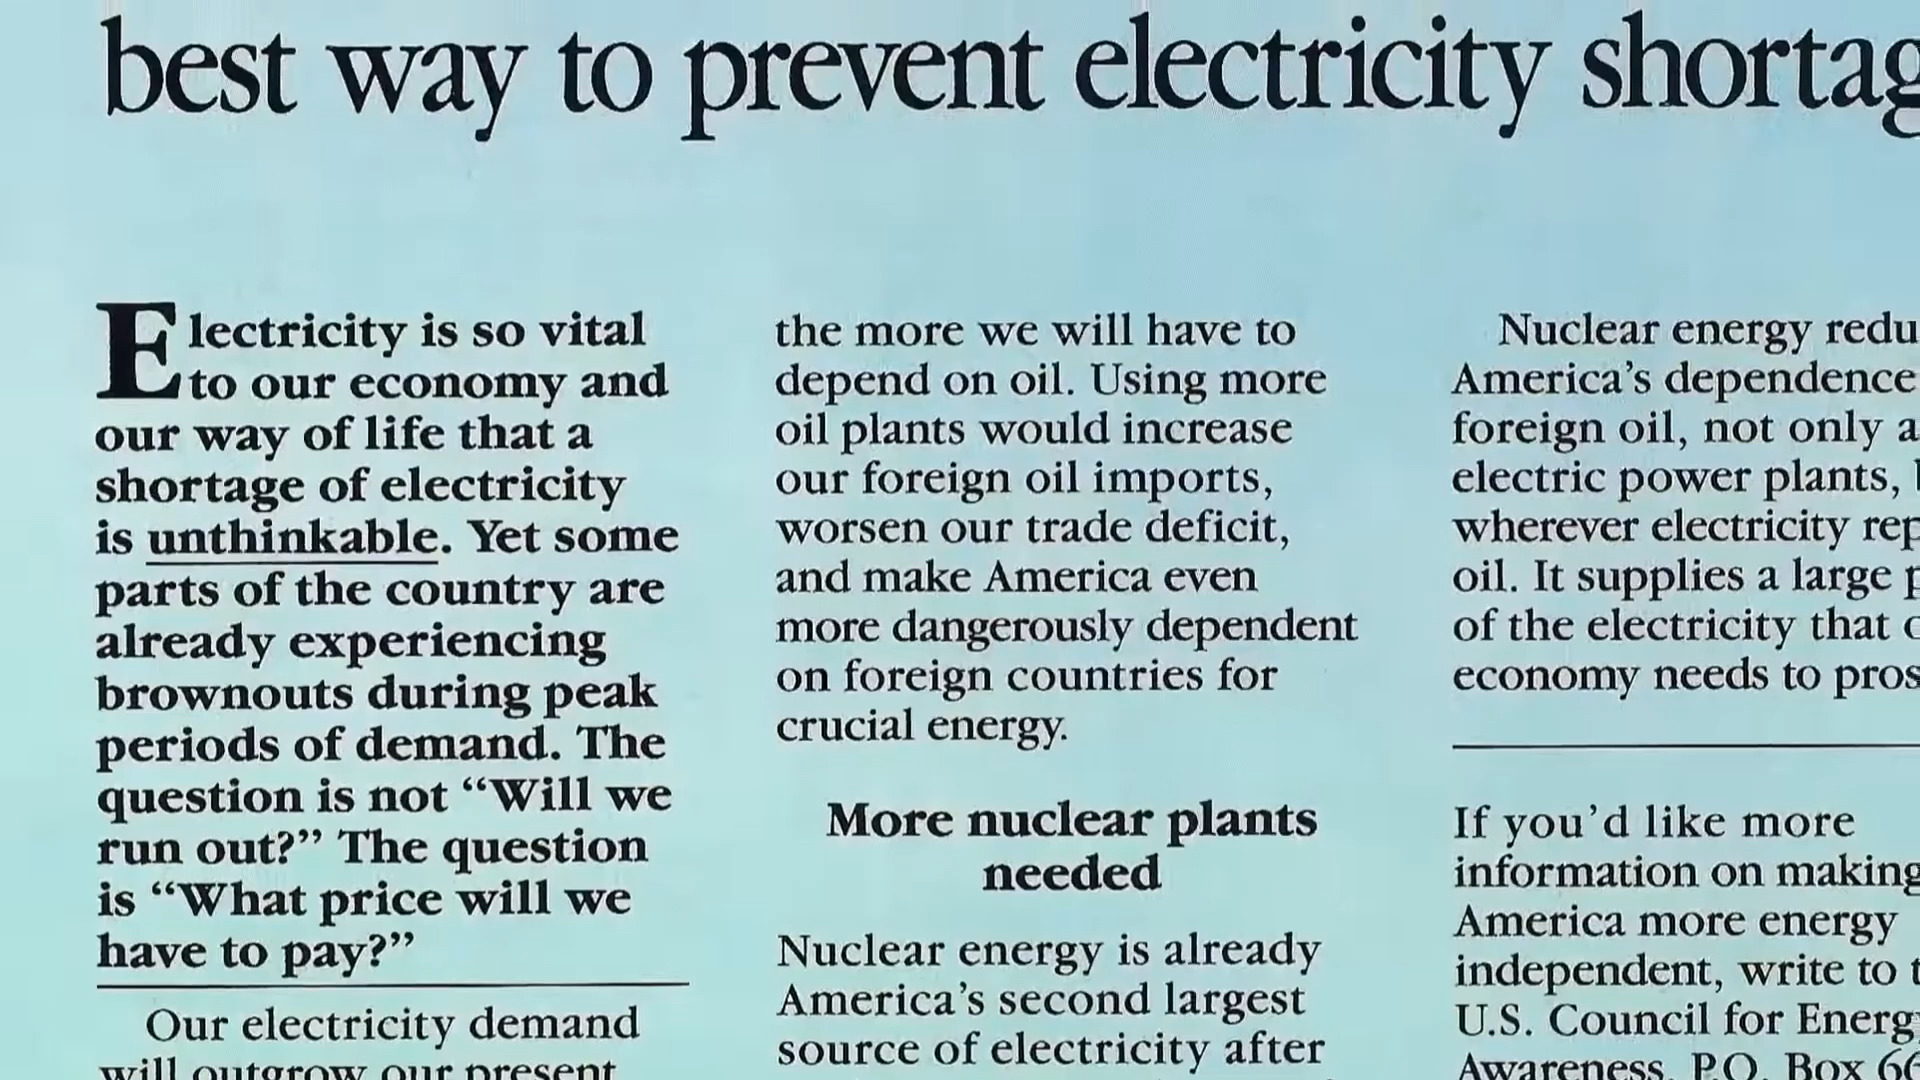 best way to prevent electricity
Electricity is so vital
to our economy and
our way of life that a
shortage of electricity
is unthinkable. Yet some
parts of the country are
already experiencing
brownouts during peak
periods of demand. The
question is not “Will we
run out?” The question
is “What price will we
have to pay?”
Our electricity demand
will outgrow our present
the more we will have to
depend on oil. Using more
oil plants would increase
our foreign oil imports,
worsen our trade deficit,
and make America even
more dangerously dependent
on foreign countries for
crucial energy.
More nuclear plants
needed
Nuclear energy is already
America’s second largest
source of electricity after
Nuclear energy
America’s dependence
foreign oil, not only
electric power plants,
wherever electricity
oil. It supplies a large
of the electricity that
economy needs to
If you’d like more
information on making
America more energy
independent, write to
U.S. Council for
Awareness, P.O. Box